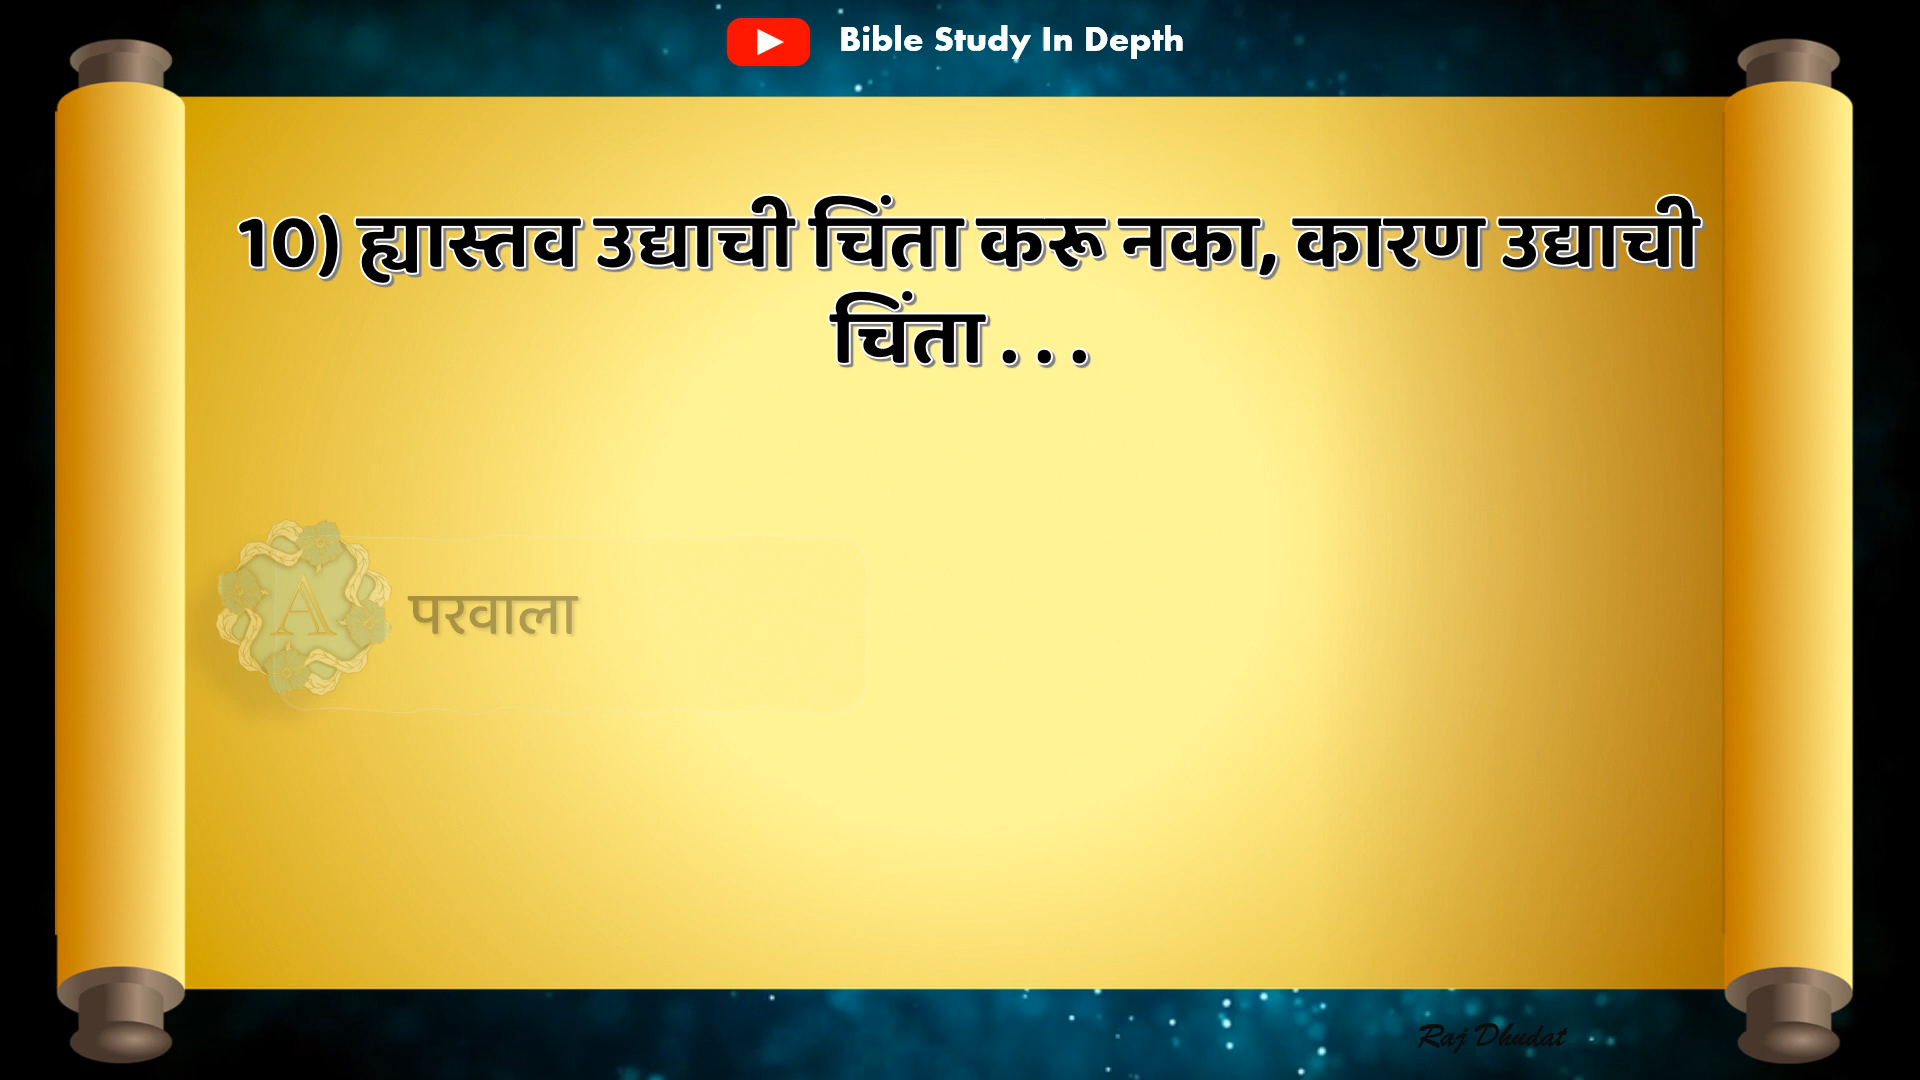 Bible Study In Depth
10) ह्यास्तव उद्याची चिंता करू नका, कारण उद्याची
चिंता . . .
A
परवाला
Raj Dhudat